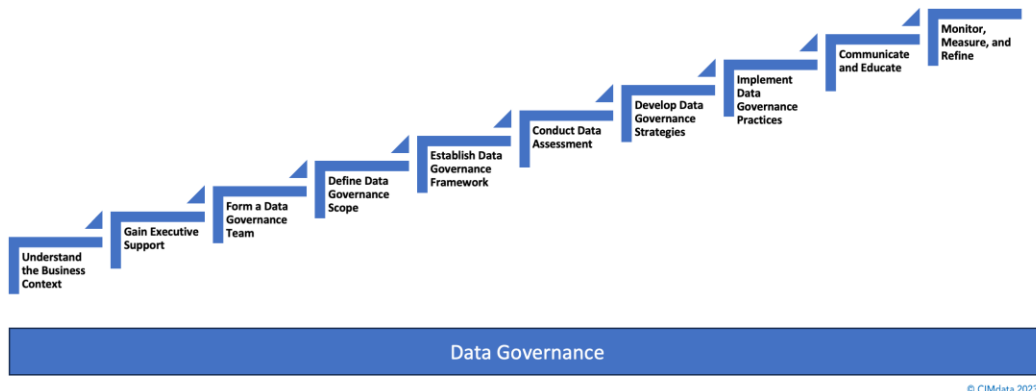 Understand
the Business
Context
Gain Executive
Support
Form a Data
Governance
Team
Define Data
Governance
Scope
Establish Data
Governance
Framework
Conduct Data
Assessment
Develop Data
Governance
Strategies
Implement
Data
Governance
Practices
Communicate
and Educate
Monitor,
Measure, and
Refine
Data Governance
© CIMdata 2023